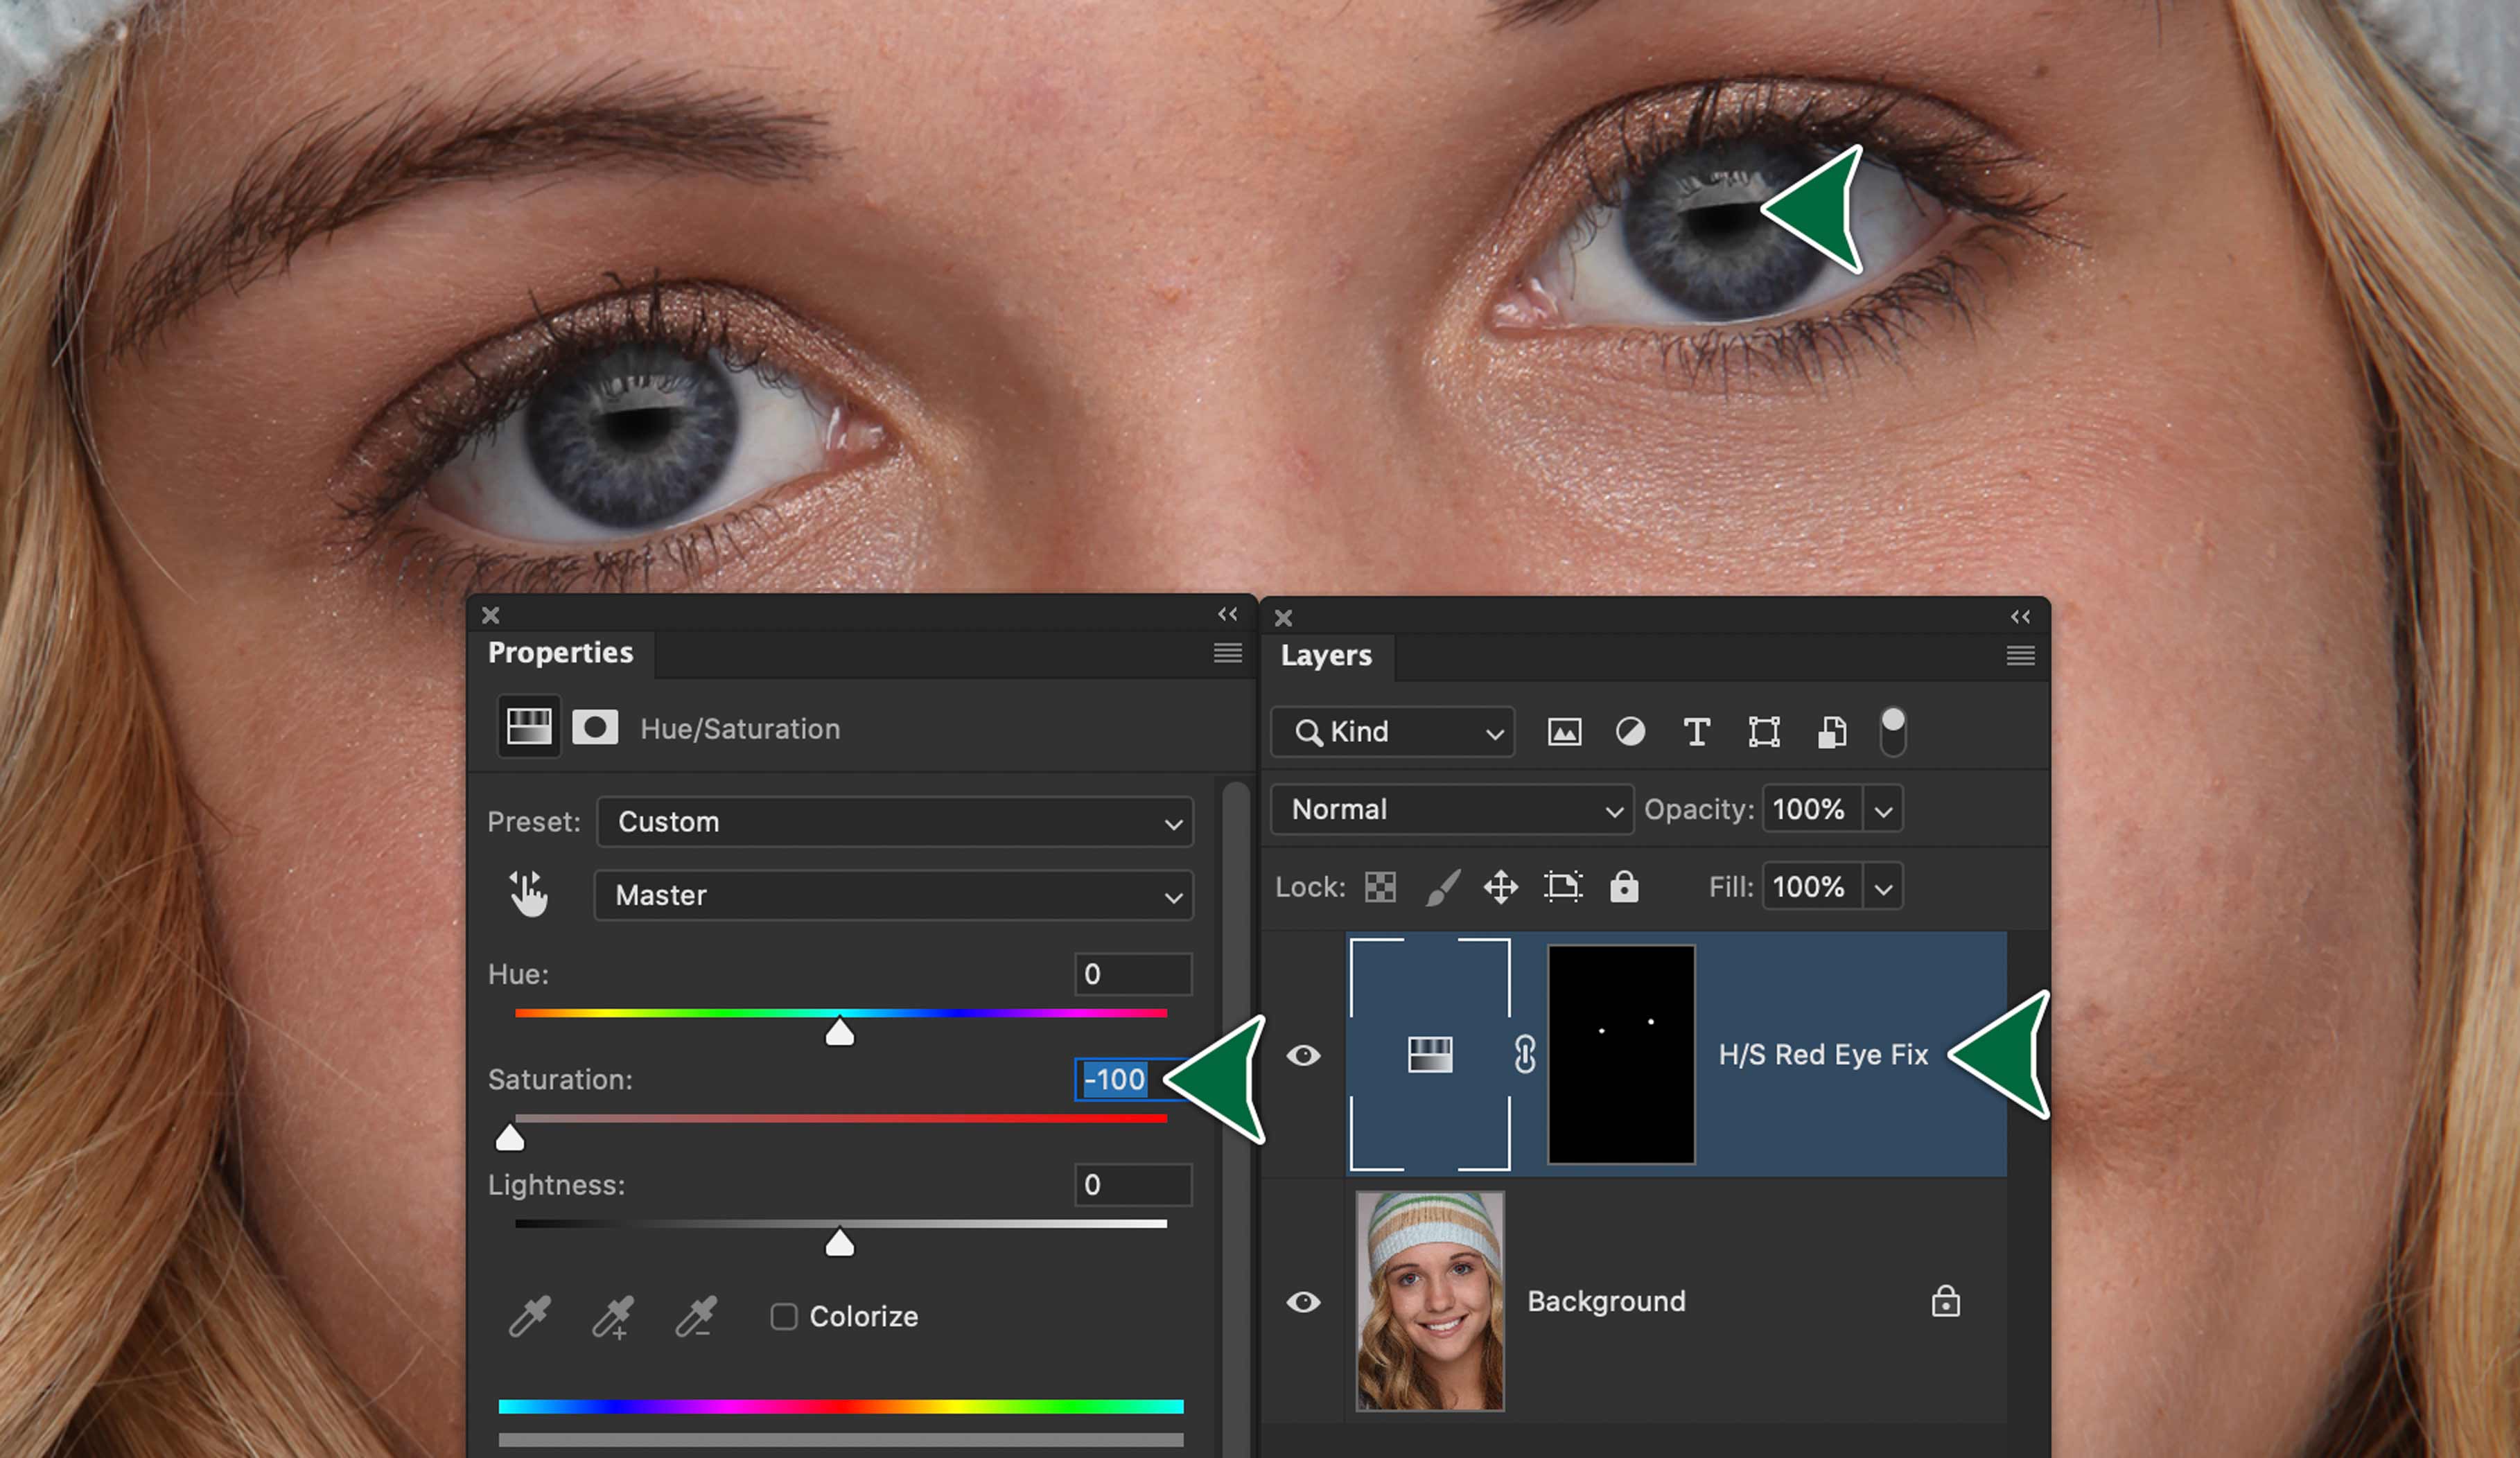 Properties
Hue/Saturation
Preset: Custom
Master
Hue: 0
Saturation: -100
Lightness: 0
Colorize
Layers
Kind
Normal Opacity: 100%
Lock: Fill: 100%
H/S Red Eye Fix
Background